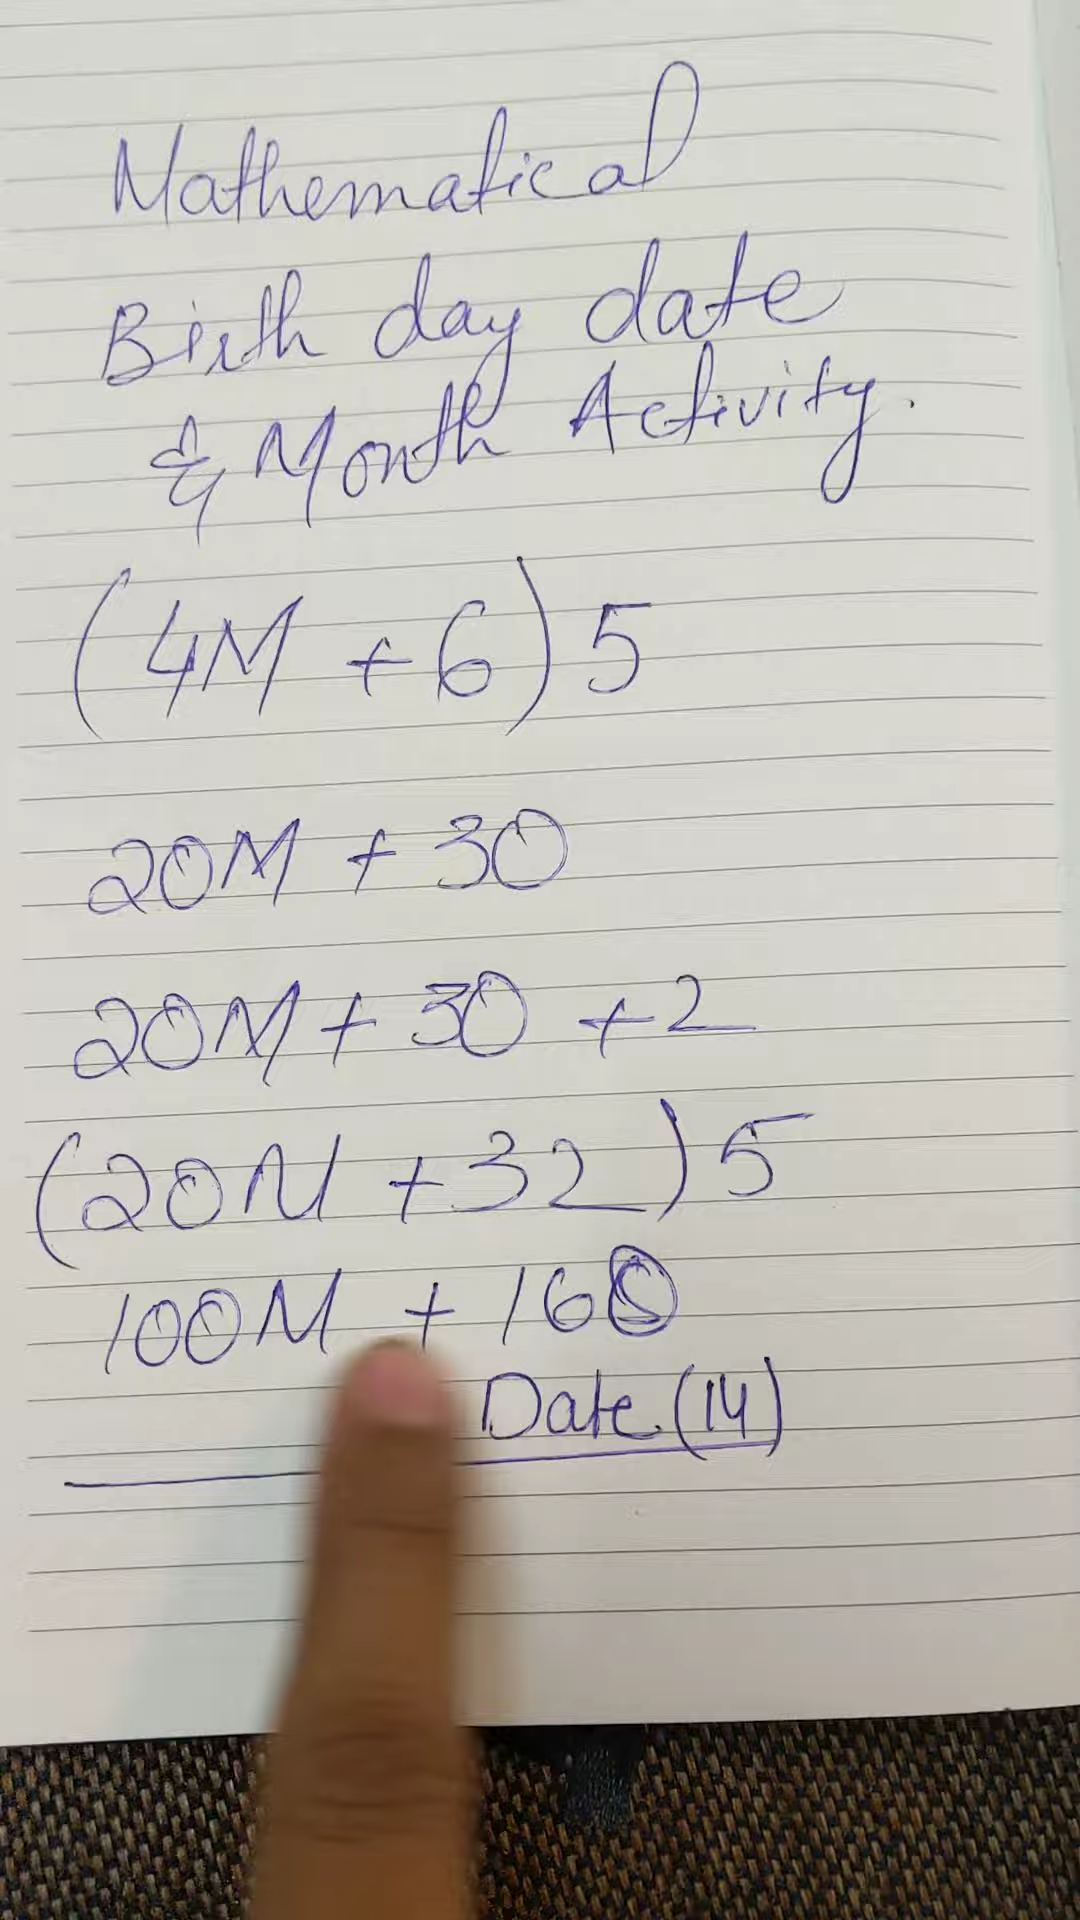 Mathematical
Birth day date
& Month Activity.
(4M + 6) 5
20M + 30
20M + 30 + 2
(20M + 32) 5
100M + 160
Date (14)